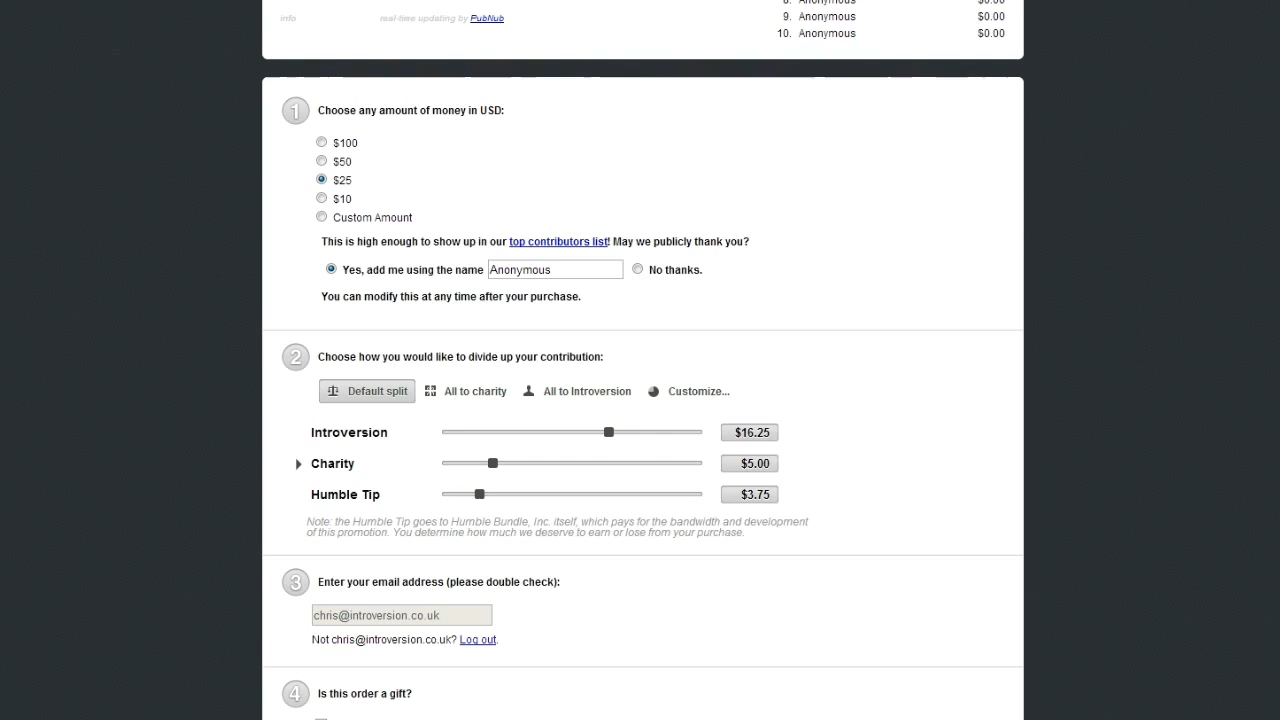 8. Anonymous $0.00
info real-time updating by PubNub
9. Anonymous $0.00
10. Anonymous $0.00
1 Choose any amount of money in USD:
$100
$50
$25
$10
Custom Amount
This is high enough to show up in our top contributors list! May we publicly thank you?
Yes, add me using the name Anonymous No thanks.
You can modify this at any time after your purchase.
2 Choose how you would like to divide up your contribution:
Default split All to charity All to Introversion Customize...
Introversion $16.25
Charity $5.00
Humble Tip $3.75
Note: the Humble Tip goes to Humble Bundle, Inc. itself, which pays for the bandwidth and development
of this promotion. You determine how much we deserve to earn or lose from your purchase.
3 Enter your email address (please double check):
chris@introversion.co.uk
Not chris@introversion.co.uk? Log out.
4 Is this order a gift?